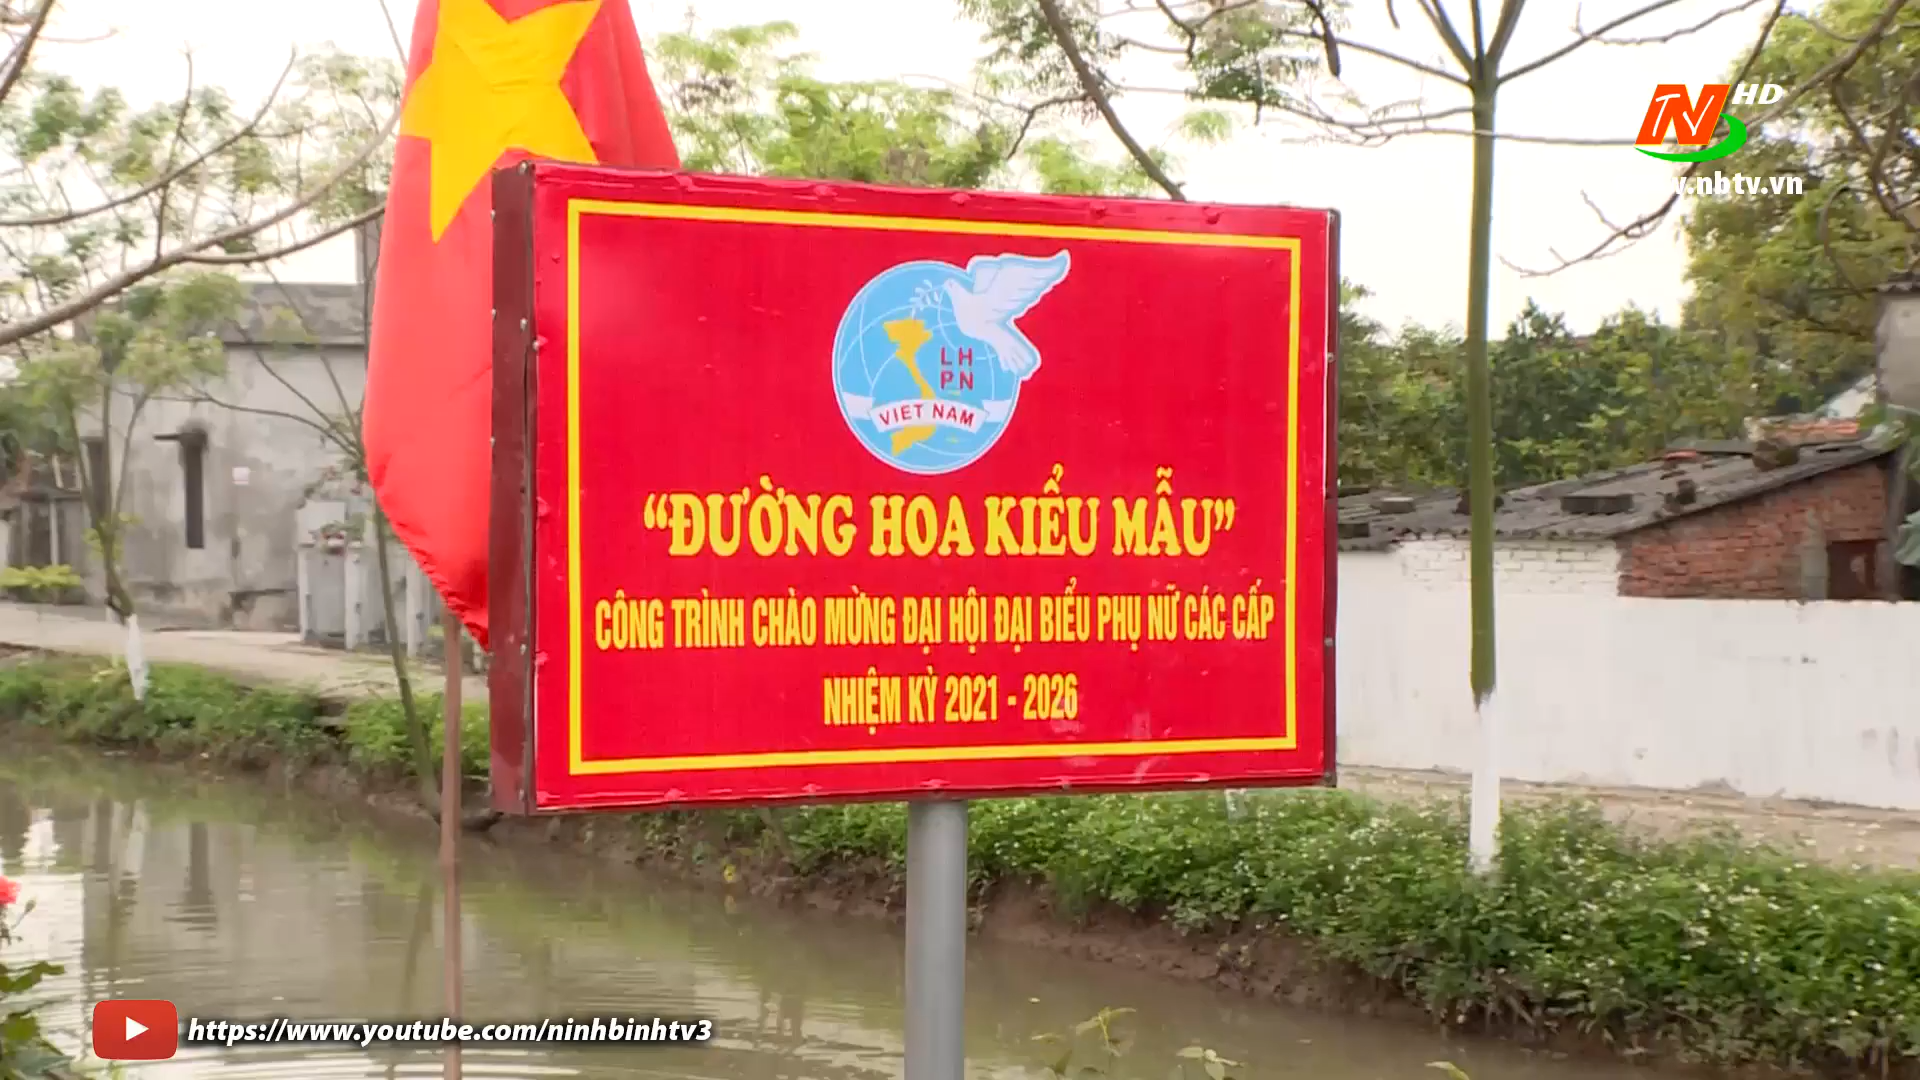 HD
.nbtv.vn
LH
PN
VIET NAM
“ĐƯỜNG HOA KIỂU MẪU”
CÔNG TRÌNH CHÀO MỪNG ĐẠI HỘI ĐẠI BIỂU PHỤ NỮ CÁC CẤP
NHIỆM KỲ 2021 - 2026
https://www.youtube.com/ninhbinhtv3